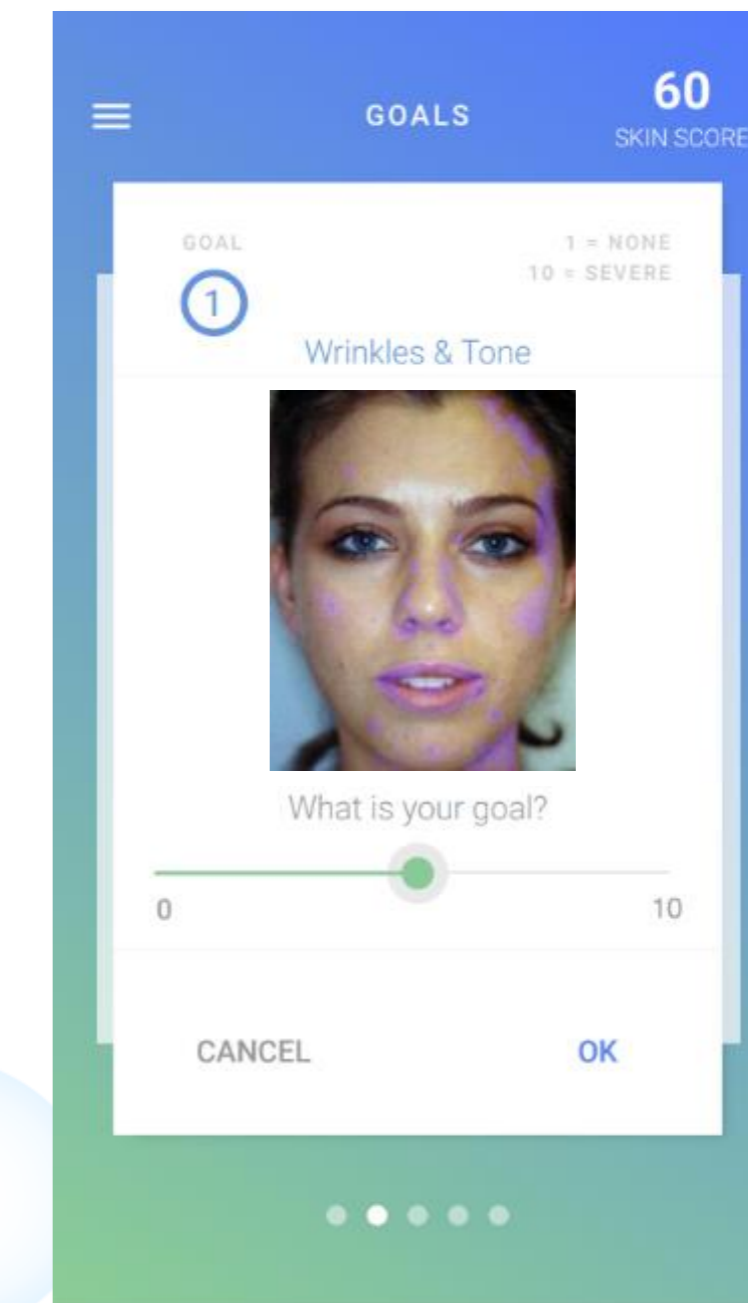 GOALS
60
SKIN SCORE
GOAL
1 = NONE
10 = SEVERE
1
Wrinkles & Tone
What is your goal?
0
10
CANCEL
OK